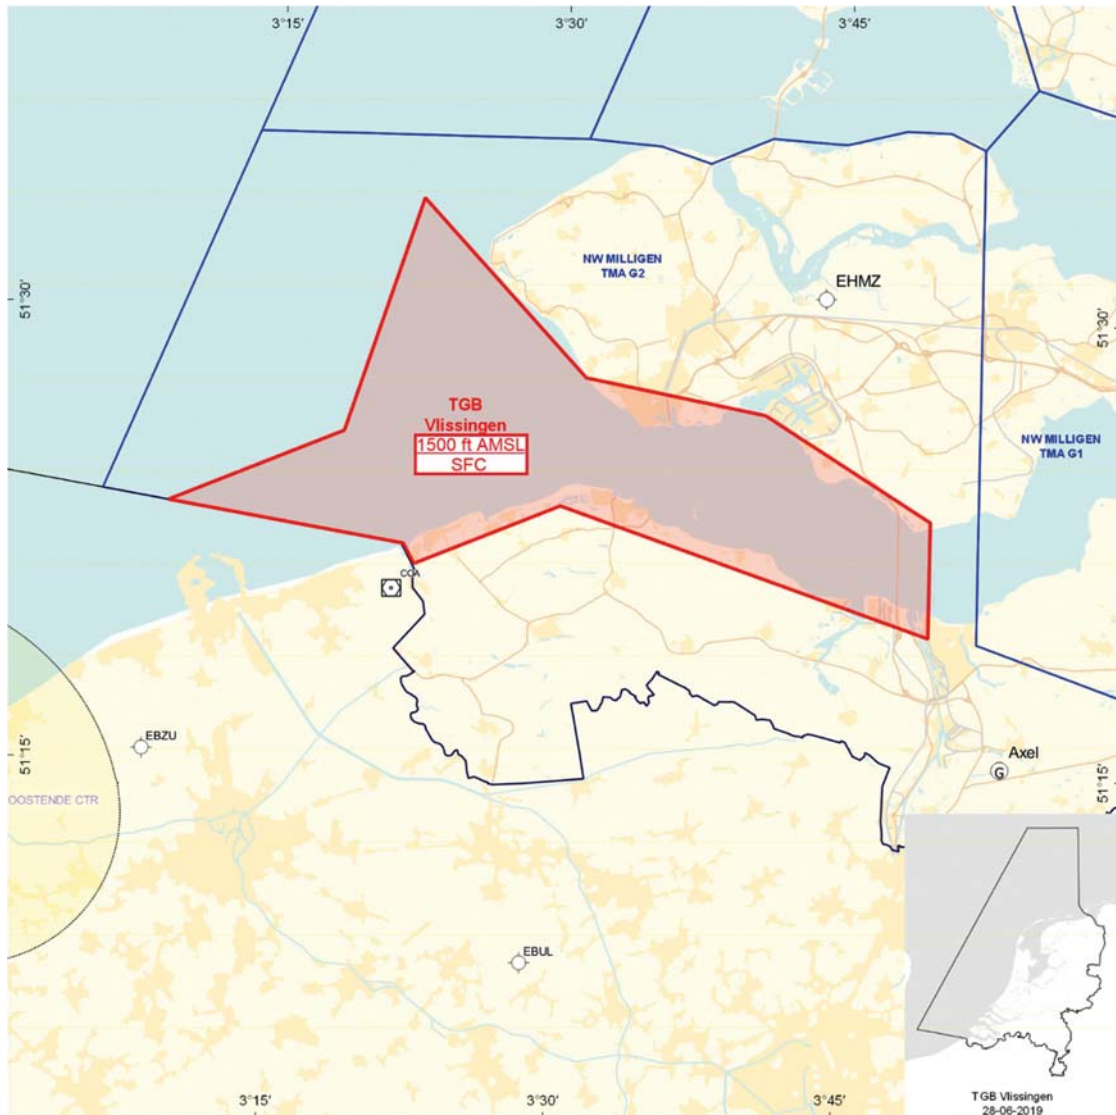 3°15' 3°30' 3°45'
NW MILLIGEN
TMA G2
EHMZ
51°30'
51°30'
TGB
Vlissingen
1500 ft AMSL
SFC
NW MILLIGEN
TMA G1
COA
EBZU
51°15'
Axel
G
51°15'
OOSTENDE CTR
EBUL
3°15' 3°30' 3°45'
TGB Vlissingen
28-06-2019